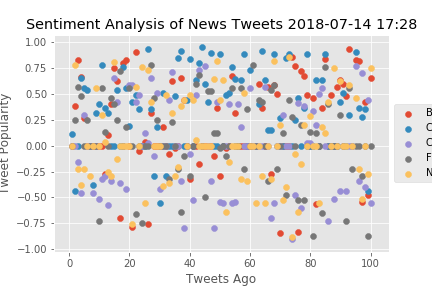 Sentiment Analysis of News Tweets 2018-07-14 17:28
1.00
0.75
0.50
0.25
0.00
−0.25
−0.50
−0.75
−1.00
Tweet Popularity
0 20 40 60 80 100
Tweets Ago
B
C
C
F
N